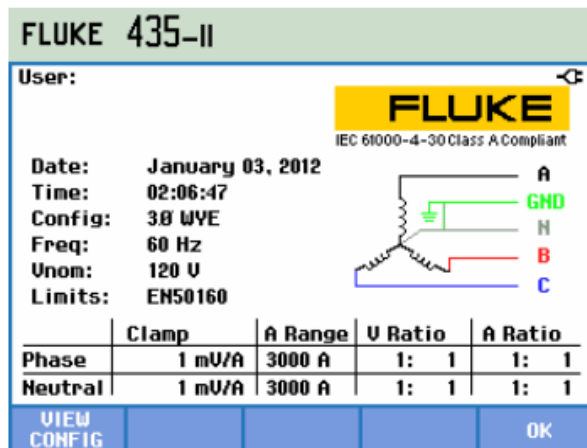 FLUKE 435-II
User:
FLUKE
IEC 61000-4-30 Class A Compliant
Date: January 03, 2012
Time: 02:06:47
Config: 3Ø WYE
Freq: 60 Hz
Vnom: 120 V
Limits: EN50160
A
GND
N
B
C
Clamp A Range V Ratio A Ratio
Phase 1 mV/A 3000 A 1: 1 1: 1
Neutral 1 mV/A 3000 A 1: 1 1: 1
VIEW CONFIG OK